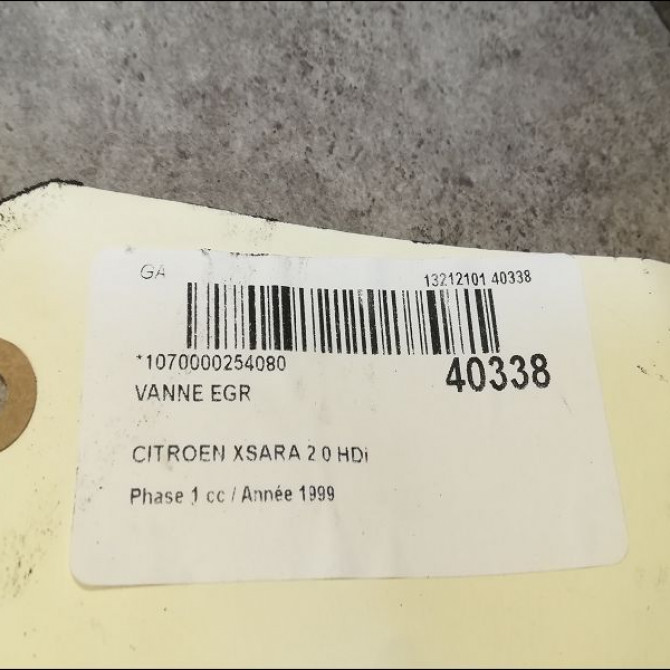 GA 13212101 40338
*1070000254080 40338
VANNE EGR
CITROEN XSARA 2.0 HDi
Phase 1 cc / Année 1999